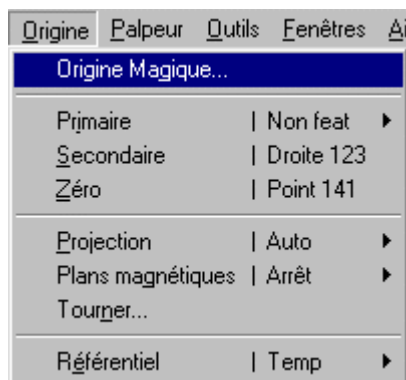 Origine Palpeur Outils Fenêtres
Origine Magique...
Primaire | Non feat
Secondaire | Droite 123
Zéro | Point 141
Projection | Auto
Plans magnétiques | Arrêt
Tourner...
Référentiel | Temp